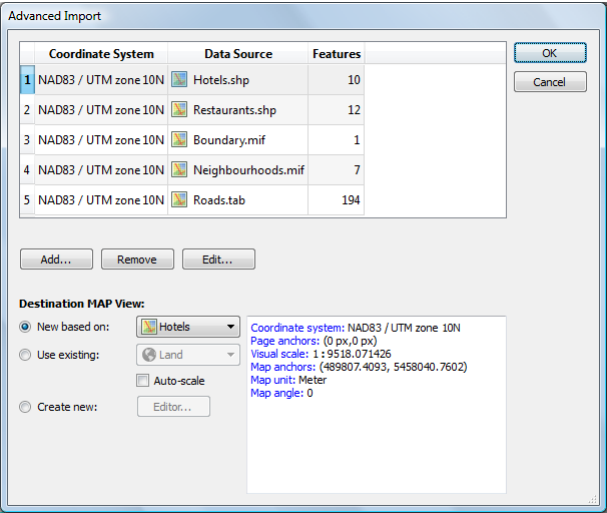 Advanced Import
Coordinate System Data Source Features
1 NAD83 / UTM zone 10N Hotels.shp 10
2 NAD83 / UTM zone 10N Restaurants.shp 12
3 NAD83 / UTM zone 10N Boundary.mif 1
4 NAD83 / UTM zone 10N Neighbourhoods.mif 7
5 NAD83 / UTM zone 10N Roads.tab 194
OK
Cancel
Add... Remove Edit...
Destination MAP View:
New based on: Hotels
Use existing: Land
Auto-scale
Create new: Editor...
Coordinate system: NAD83 / UTM zone 10N
Page anchors: (0 px,0 px)
Visual scale: 1 : 9518.071426
Map anchors: (489807.4093, 5458040.7602)
Map unit: Meter
Map angle: 0